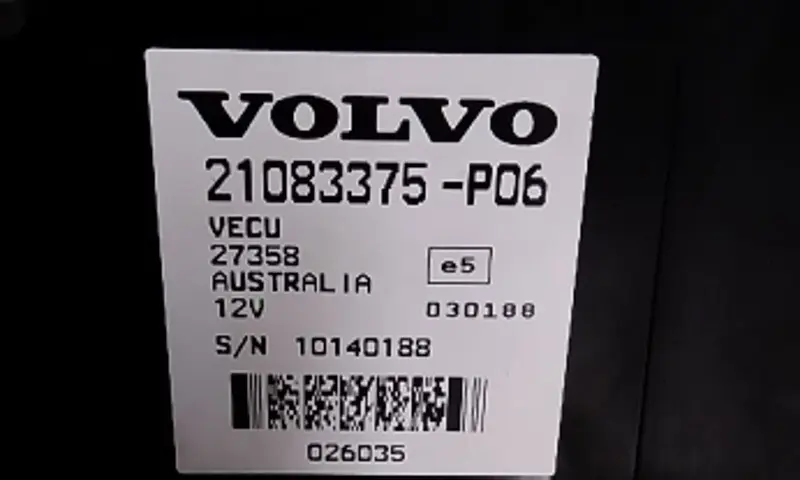 VOLVO
21083375-P06
VECU
27358
e5
AUSTRALIA
12V 030188
S/N 10140188
026035